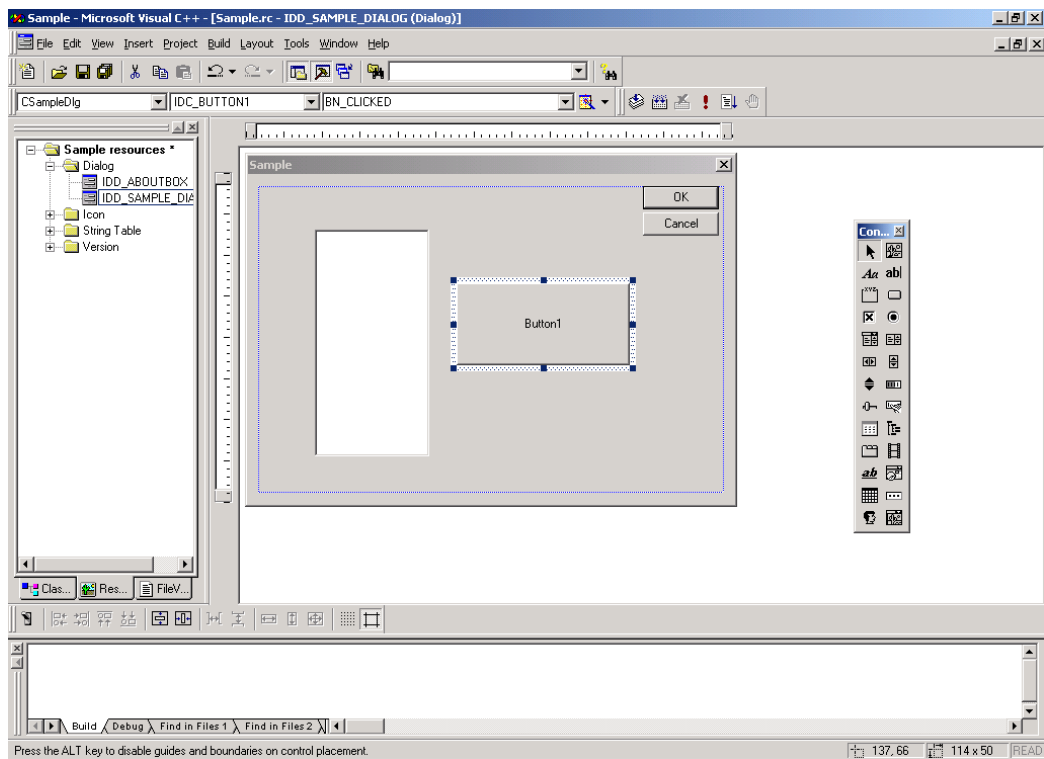 Sample - Microsoft Visual C++ - [Sample.rc - IDD_SAMPLE_DIALOG (Dialog)]
File Edit View Insert Project Build Layout Tools Window Help
CSampleDlg IDC_BUTTON1 BN_CLICKED
Sample resources *
Dialog
IDD_ABOUTBOX
IDD_SAMPLE_DIA
Icon
String Table
Version
Sample
OK
Cancel
Button1
Con...
Aa ab|
XYZ
ab
Clas... Res... FileV...
Build Debug Find in Files 1 Find in Files 2
Press the ALT key to disable guides and boundaries on control placement. 137, 66 114 x 50 READ